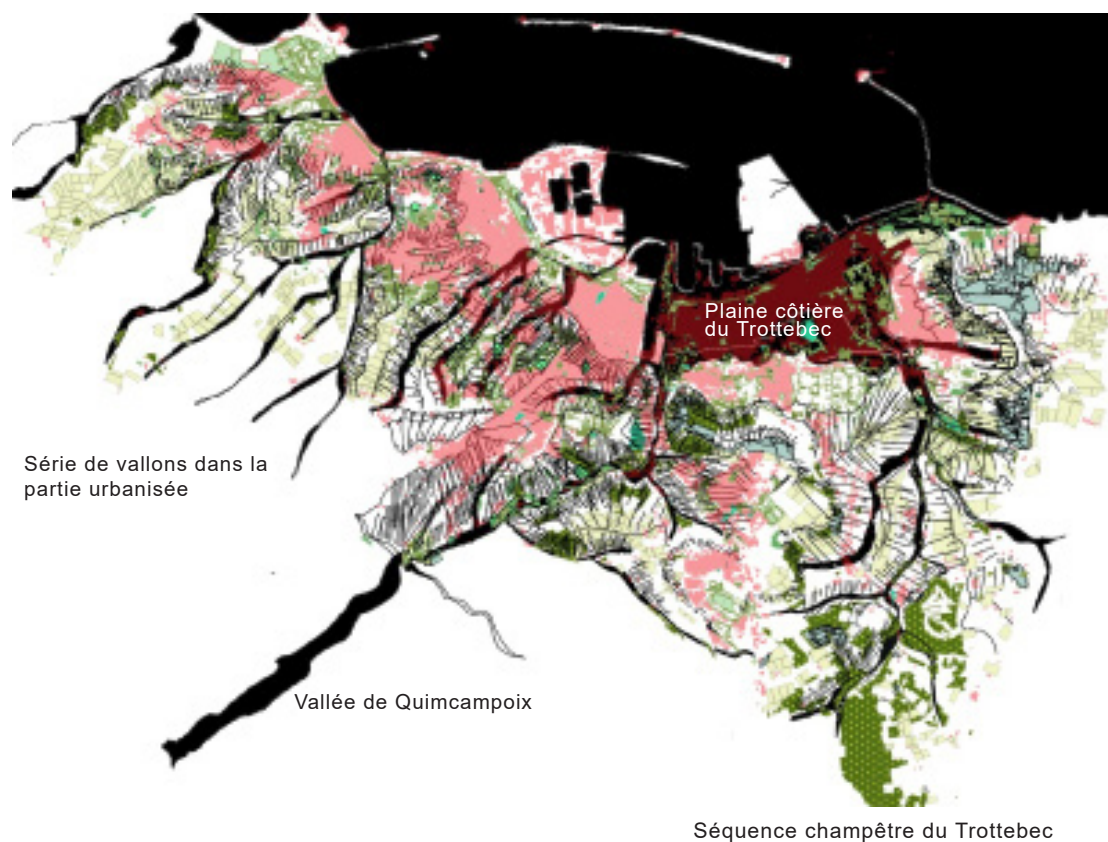 Plaine côtière
du Trottebec
Série de vallons dans la
partie urbanisée
Vallée de Quimcampoix
Séquence champêtre du Trottebec